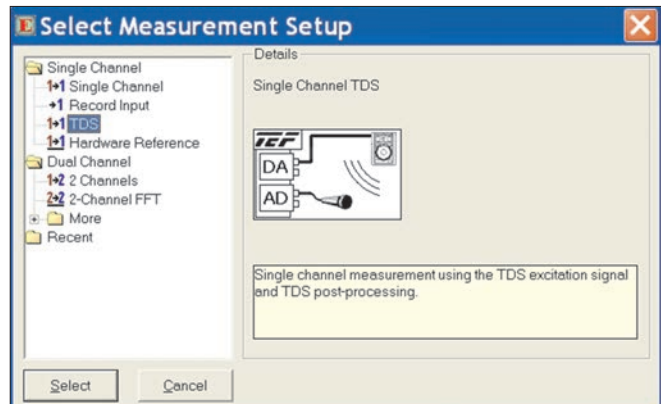 Select Measurement Setup
Single Channel
1→1 Single Channel
→1 Record Input
1→1 TDS
1→1 Hardware Reference
Dual Channel
1→2 2 Channels
2→2 2-Channel FFT
More
Recent
Details
Single Channel TDS
TEF
DA
AD
Single channel measurement using the TDS excitation signal
and TDS post-processing.
Select
Cancel